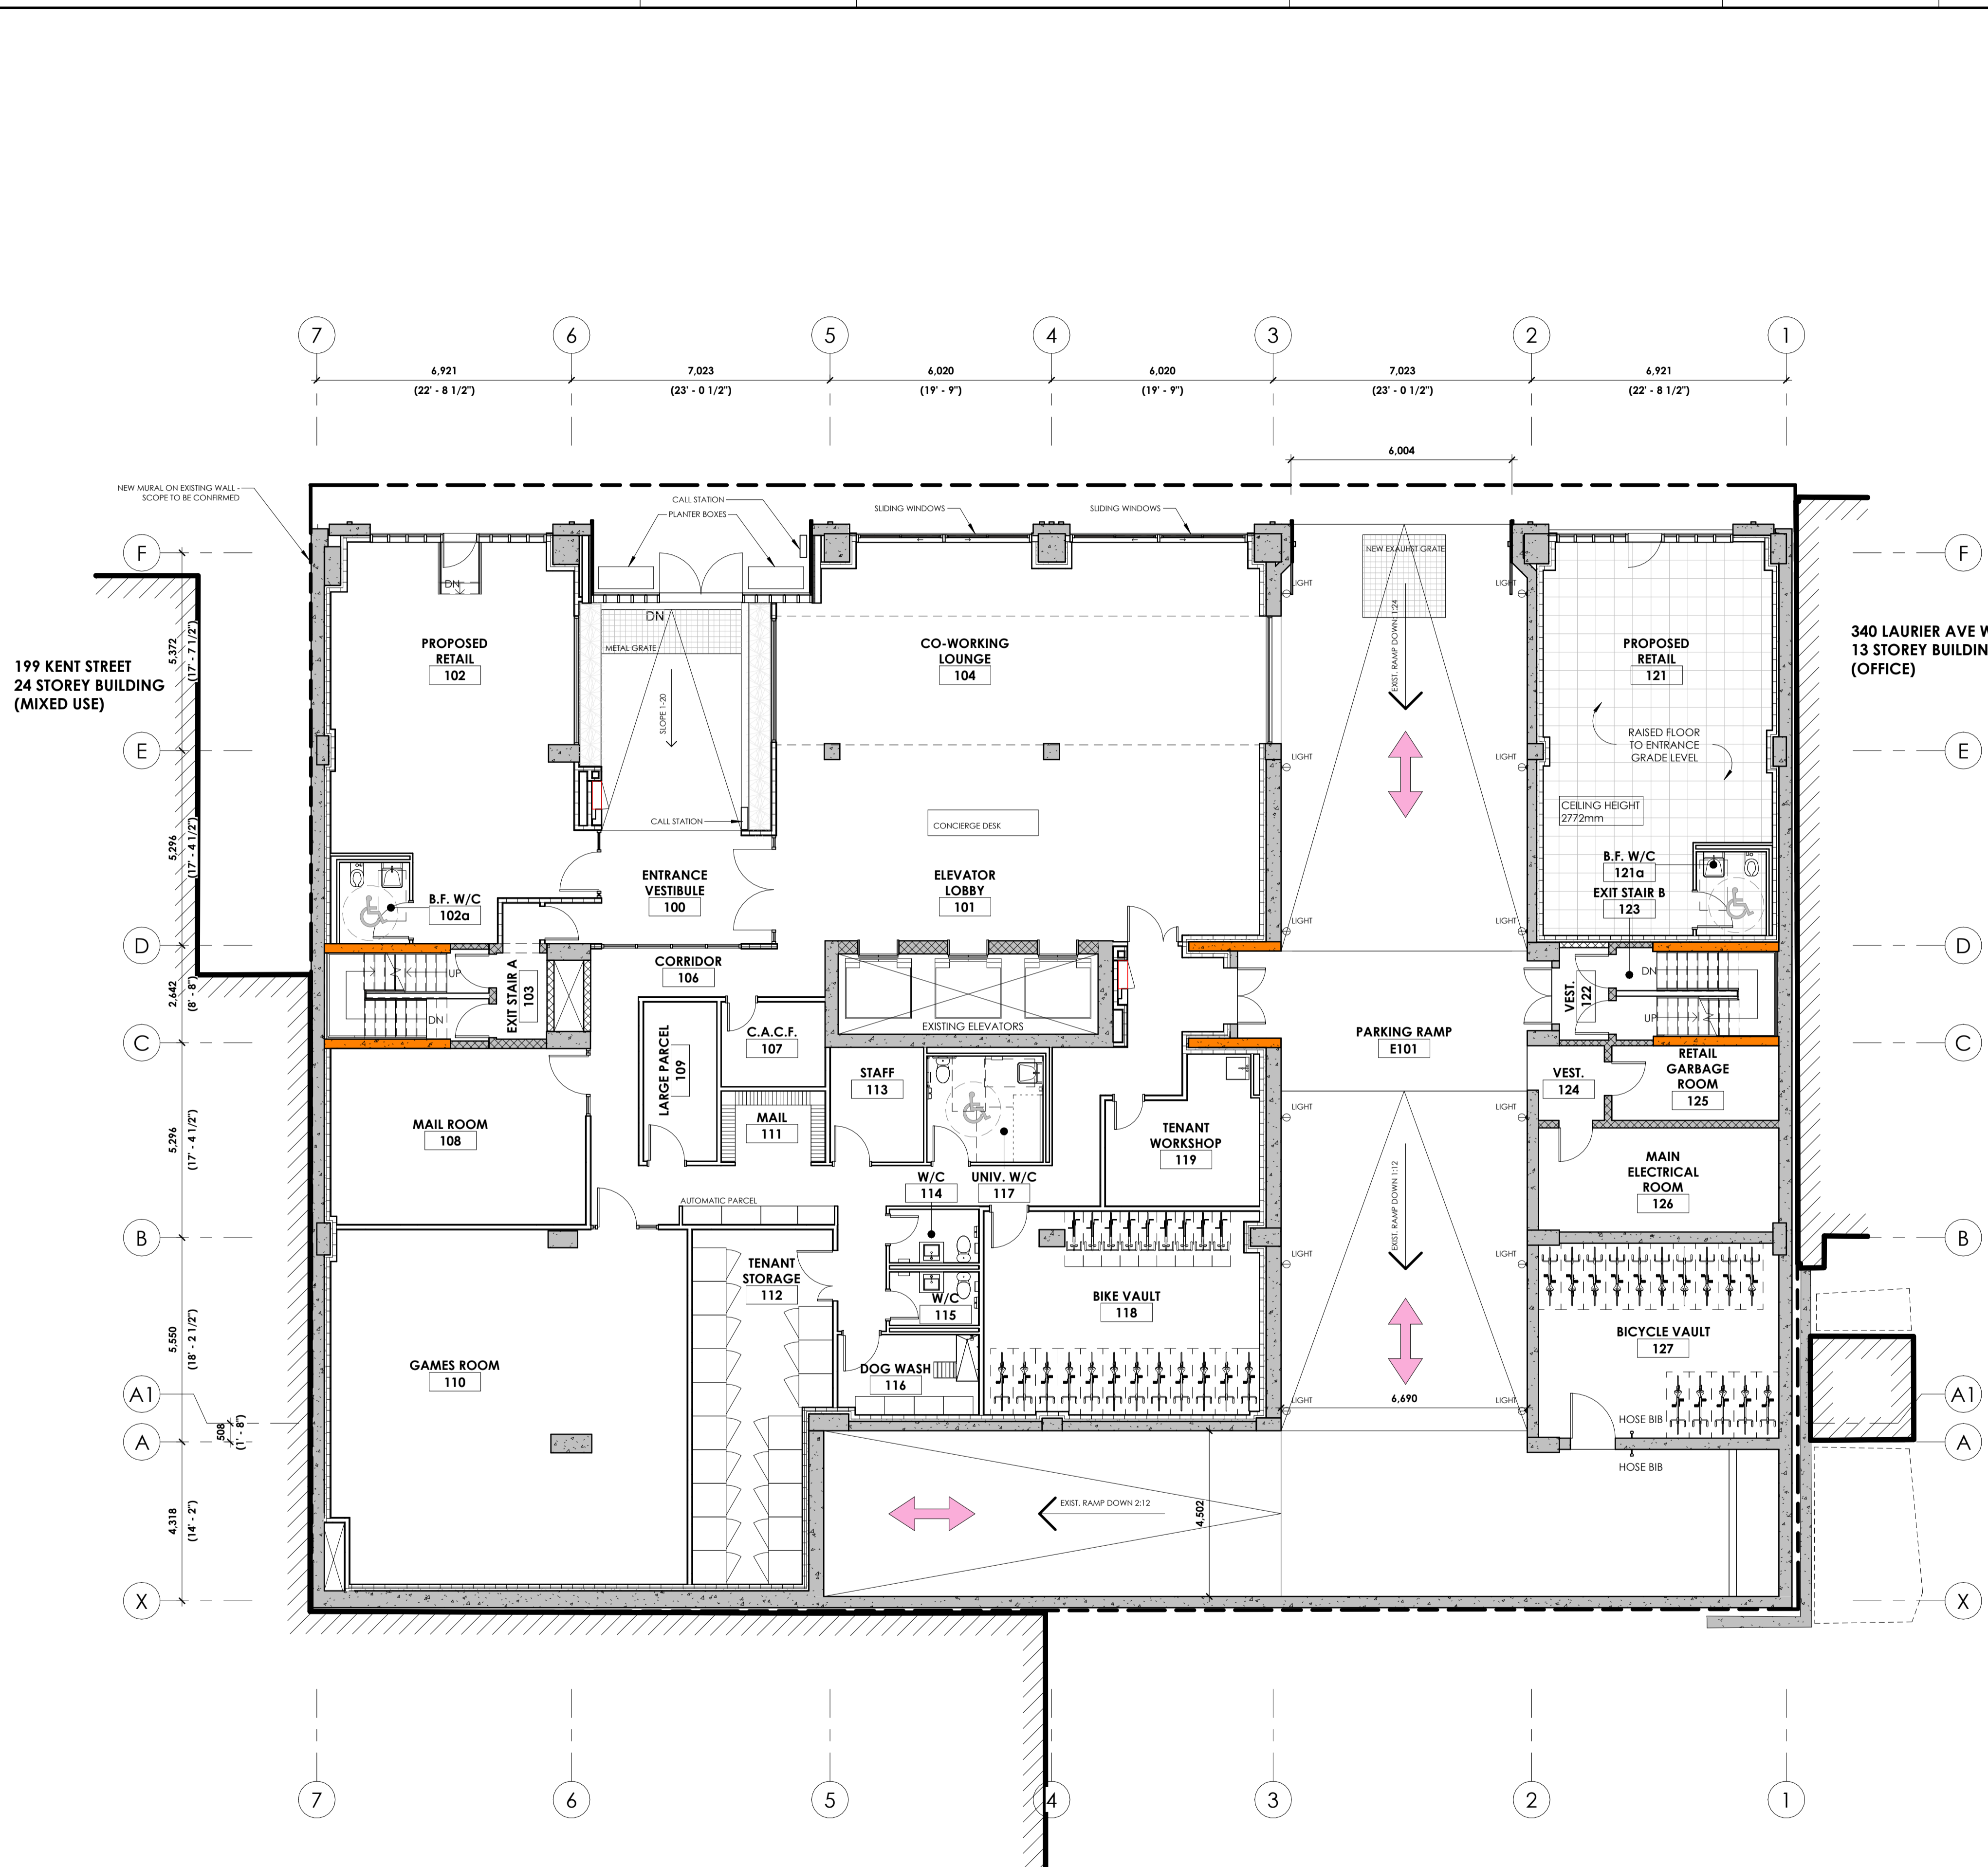 7
6
5
4
3
2
1
6,921
7,023
6,020
6,020
7,023
6,921
(22' - 8 1/2")
(23' - 0 1/2")
(19' - 9")
(19' - 9")
(23' - 0 1/2")
(22' - 8 1/2")
6,004
NEW MURAL ON EXISTING WALL -
SCOPE TO BE CONFIRMED
CALL STATION
PLANTER BOXES
SLIDING WINDOWS
SLIDING WINDOWS
F
F
NEW EXAUHST GRATE
DN
LIGHT
LIGHT
DN
METAL GRATE
SLOPE 1-20
EXIST. RAMP DOWN: 1:24
5,372
(17' - 7 1/2")
199 KENT STREET
24 STOREY BUILDING
(MIXED USE)
PROPOSED
RETAIL
102
CO-WORKING
LOUNGE
104
PROPOSED
RETAIL
121
340 LAURIER AVE W
13 STOREY BUILDIN
(OFFICE)
RAISED FLOOR
TO ENTRANCE
GRADE LEVEL
E
E
LIGHT
LIGHT
CEILING HEIGHT
2772mm
CALL STATION
CONCIERGE DESK
5,296
(17' - 4 1/2")
B.F. W/C
102a
ENTRANCE
VESTIBULE
100
ELEVATOR
LOBBY
101
B.F. W/C
121a
EXIT STAIR B
123
LIGHT
LIGHT
D
D
CORRIDOR
106
UP
DN
EXIT STAIR A
103
2,642
(8' - 8")
EXISTING ELEVATORS
VEST.
122
DN
UP
C
C
LARGE PARCEL
109
C.A.C.F.
107
PARKING RAMP
E101
STAFF
113
VEST.
124
RETAIL
GARBAGE
ROOM
125
MAIL ROOM
108
MAIL
111
LIGHT
LIGHT
TENANT
WORKSHOP
119
5,296
(17' - 4 1/2")
W/C
114
UNIV. W/C
117
MAIN
ELECTRICAL
ROOM
126
AUTOMATIC PARCEL
EXIST. RAMP DOWN 1:12
B
B
LIGHT
LIGHT
TENANT
STORAGE
112
W/C
115
BIKE VAULT
118
BICYCLE VAULT
127
5,550
(18' - 2 1/2")
GAMES ROOM
110
DOG WASH
116
A1
A1
LIGHT
6,690
LIGHT
508
(1' - 8")
HOSE BIB
A
A
HOSE BIB
4,318
(14' - 2")
EXIST. RAMP DOWN 2:12
4,502
X
X
7
6
5
4
3
2
1